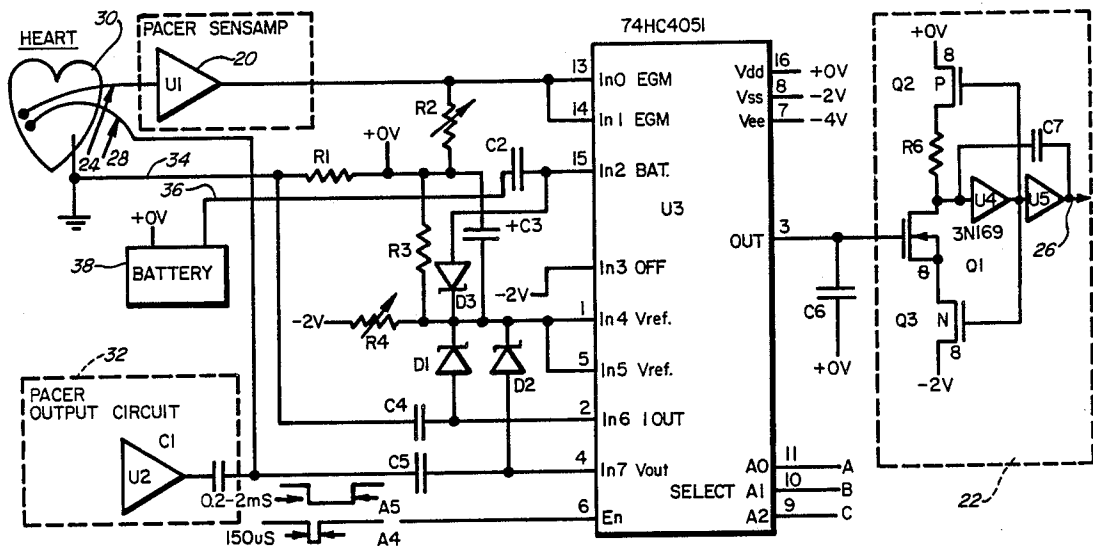 HEART
30
PACER SENSAMP
20
U1
24
28
34
36
+0V
38
BATTERY
32
PACER
OUTPUT CIRCUIT
C1
U2
0.2-2mS
A5
150uS
A4
R1
+0V
R2
C2
R3
+C3
D3
-2V
R4
D1
D2
C4
C5
-2V
74HC4051
13
In0 EGM
14
In1 EGM
15
In2 BAT.
U3
In3 OFF
1
In4 Vref.
5
In5 Vref.
2
In6 IOUT
4
In7 Vout
6
En
Vdd
16
+0V
Vss
8
-2V
Vee
7
-4V
OUT
3
SELECT
A0
11
A
A1
10
B
A2
9
C
C6
+0V
+0V
8
Q2
P
R6
C7
U4
U5
3N169
26
8
Q1
Q3
N
8
-2V
22